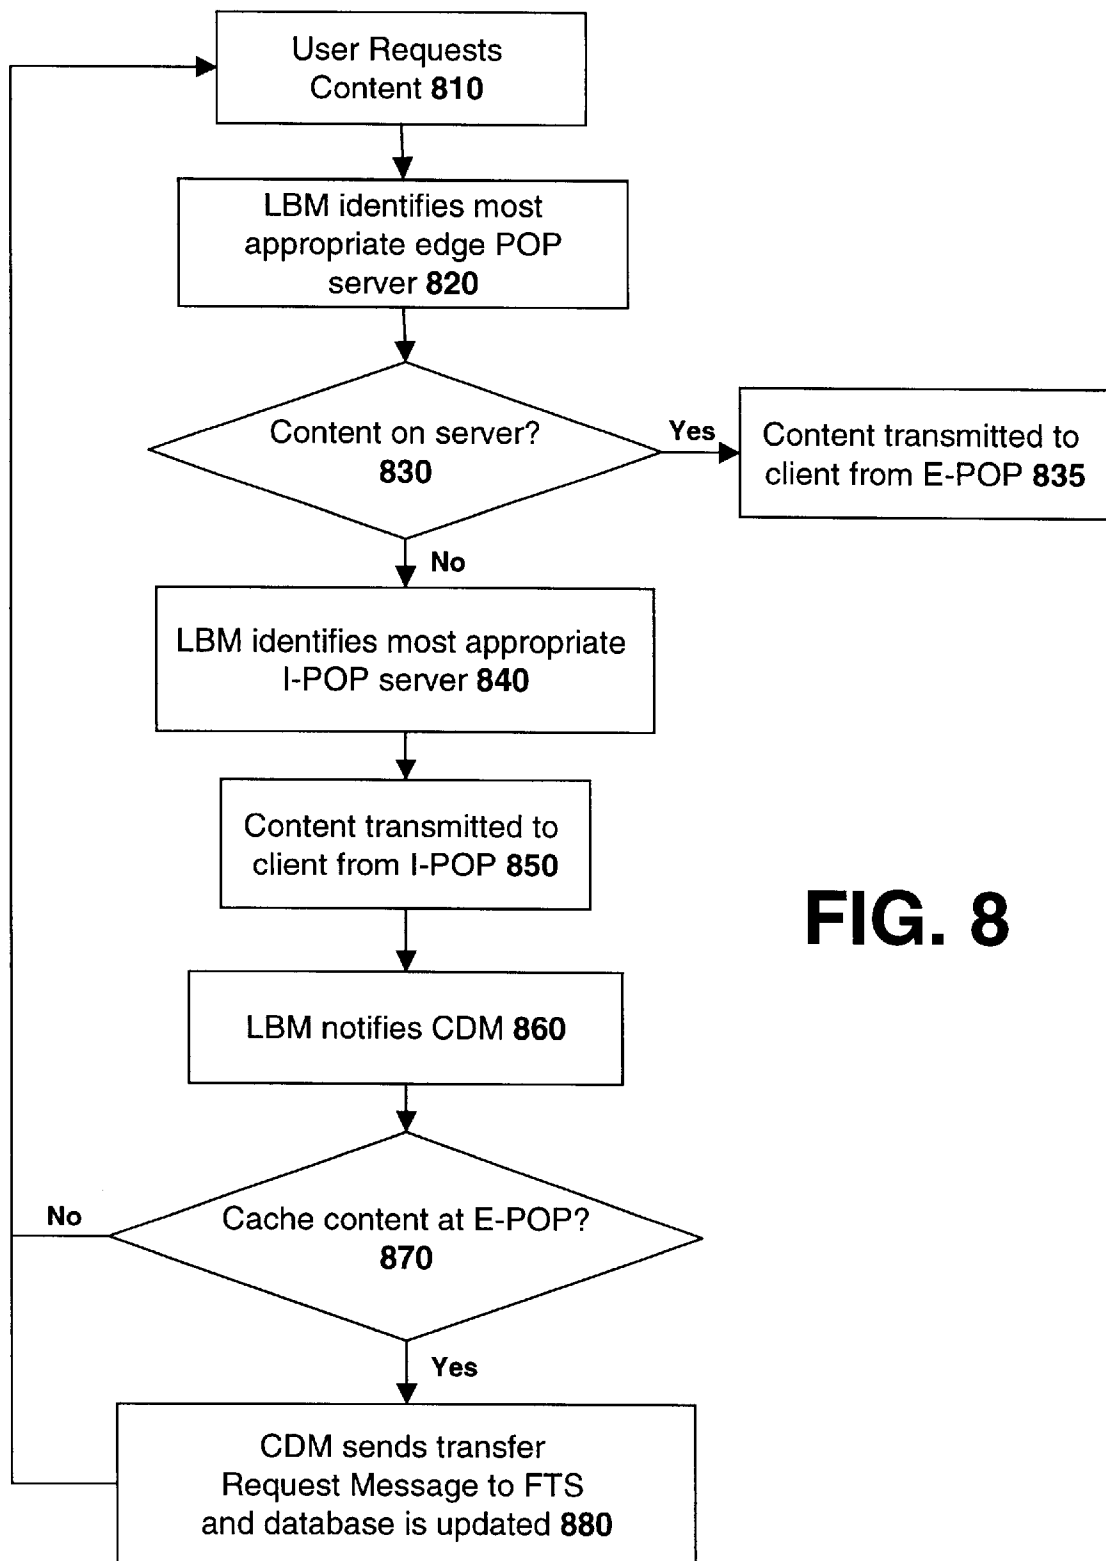 User Requests
Content 810
LBM identifies most
appropriate edge POP
server 820
Content on server?
830
Yes
Content transmitted to
client from E-POP 835
No
LBM identifies most appropriate
I-POP server 840
Content transmitted to
client from I-POP 850
FIG. 8
LBM notifies CDM 860
No
Cache content at E-POP?
870
Yes
CDM sends transfer
Request Message to FTS
and database is updated 880